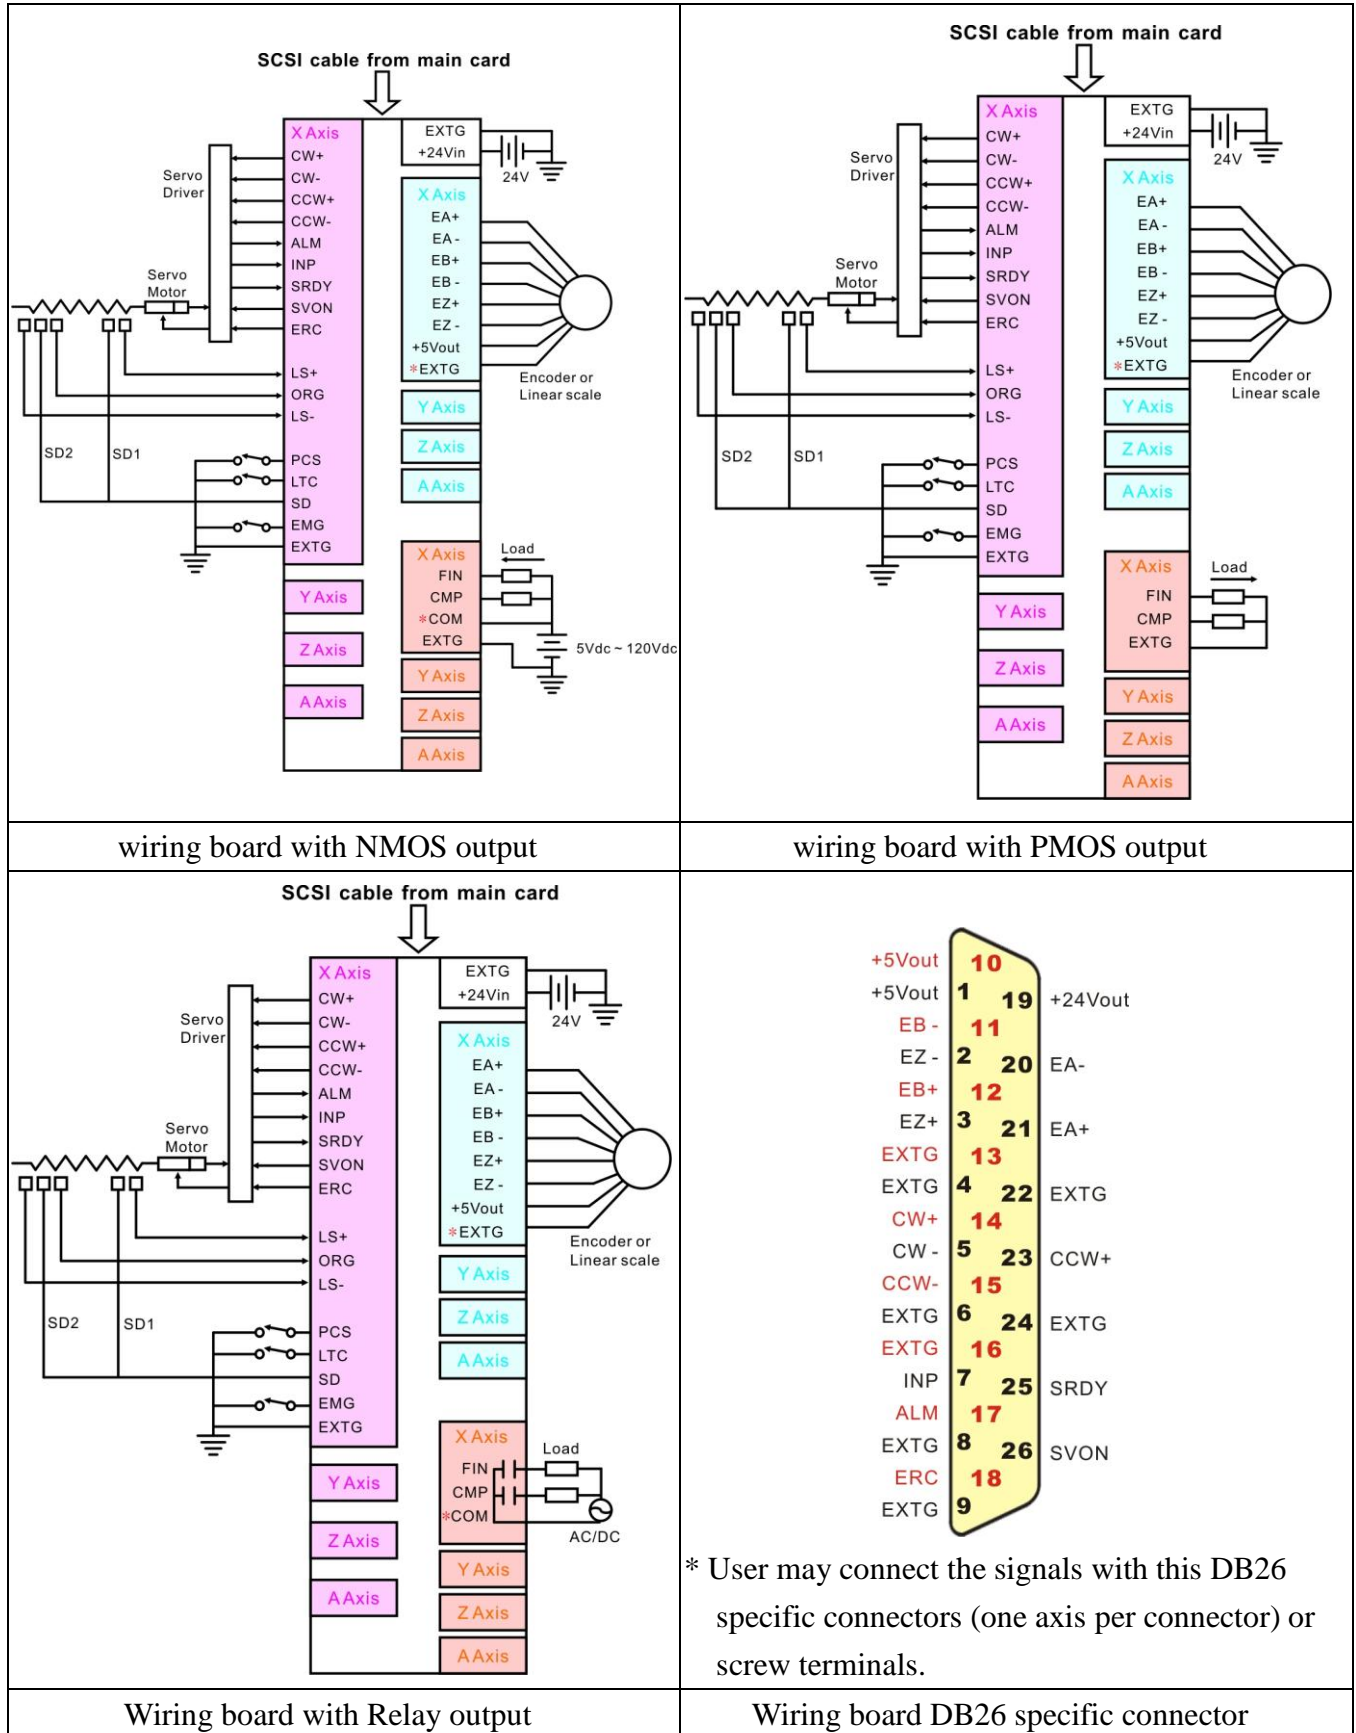 SCSI cable from main card
X Axis
CW+
CW-
CCW+
CCW-
ALM
INP
SRDY
SVON
ERC
LS+
ORG
LS-
PCS
LTC
SD
EMG
EXTG
Y Axis
Z Axis
A Axis
Servo
Driver
Servo
Motor
SD2
SD1
EXTG
+24Vin
24V
X Axis
EA+
EA -
EB+
EB -
EZ+
EZ -
+5Vout
*EXTG
Encoder or
Linear scale
Y Axis
Z Axis
A Axis
X Axis
FIN
CMP
*COM
EXTG
Load
5Vdc ~ 120Vdc
Y Axis
Z Axis
A Axis
wiring board with NMOS output
SCSI cable from main card
X Axis
CW+
CW-
CCW+
CCW-
ALM
INP
SRDY
SVON
ERC
LS+
ORG
LS-
PCS
LTC
SD
EMG
EXTG
Y Axis
Z Axis
A Axis
Servo
Driver
Servo
Motor
SD2
SD1
EXTG
+24Vin
24V
X Axis
EA+
EA -
EB+
EB -
EZ+
EZ -
+5Vout
*EXTG
Encoder or
Linear scale
Y Axis
Z Axis
A Axis
X Axis
FIN
CMP
EXTG
Load
Y Axis
Z Axis
A Axis
wiring board with PMOS output
SCSI cable from main card
X Axis
CW+
CW-
CCW+
CCW-
ALM
INP
SRDY
SVON
ERC
LS+
ORG
LS-
PCS
LTC
SD
EMG
EXTG
Y Axis
Z Axis
A Axis
Servo
Driver
Servo
Motor
SD2
SD1
EXTG
+24Vin
24V
X Axis
EA+
EA -
EB+
EB -
EZ+
EZ -
+5Vout
*EXTG
Encoder or
Linear scale
Y Axis
Z Axis
A Axis
X Axis
FIN
CMP
*COM
Load
AC/DC
Y Axis
Z Axis
A Axis
Wiring board with Relay output
+5Vout 10
+5Vout 1 19 +24Vout
EB - 11
EZ - 2 20 EA-
EB+ 12
EZ+ 3 21 EA+
EXTG 13
EXTG 4 22 EXTG
CW+ 14
CW - 5 23 CCW+
CCW- 15
EXTG 6 24 EXTG
EXTG 16
INP 7 25 SRDY
ALM 17
EXTG 8 26 SVON
ERC 18
EXTG 9
* User may connect the signals with this DB26
specific connectors (one axis per connector) or
screw terminals.
Wiring board DB26 specific connector